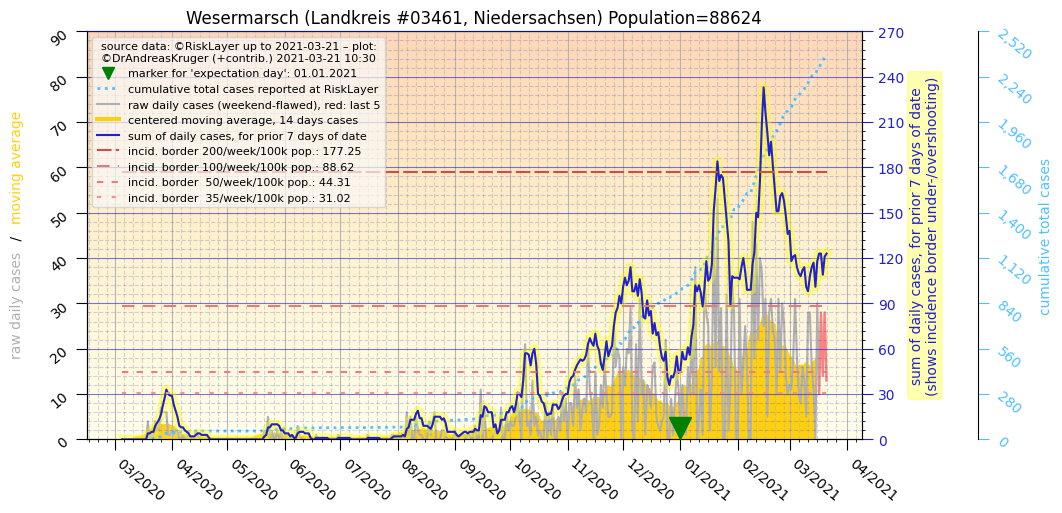 Wesermarsch (Landkreis #03461, Niedersachsen) Population=88624
source data: ©RiskLayer up to 2021-03-21 – plot:
©DrAndreasKruger (+contrib.) 2021-03-21 10:30
marker for 'expectation day': 01.01.2021
cumulative total cases reported at RiskLayer
raw daily cases (weekend-flawed), red: last 5
centered moving average, 14 days cases
sum of daily cases, for prior 7 days of date
incid. border 200/week/100k pop.: 177.25
incid. border 100/week/100k pop.: 88.62
incid. border  50/week/100k pop.: 44.31
incid. border  35/week/100k pop.: 31.02
raw daily cases / moving average
90
80
70
60
50
40
30
20
10
0
03/2020
04/2020
05/2020
06/2020
07/2020
08/2020
09/2020
10/2020
11/2020
12/2020
01/2021
02/2021
03/2021
04/2021
270
240
210
180
150
120
90
60
30
0
sum of daily cases, for prior 7 days of date
(shows incidence border under-/overshooting)
2,520
2,240
1,960
1,680
1,400
1,120
840
560
280
0
cumulative total cases